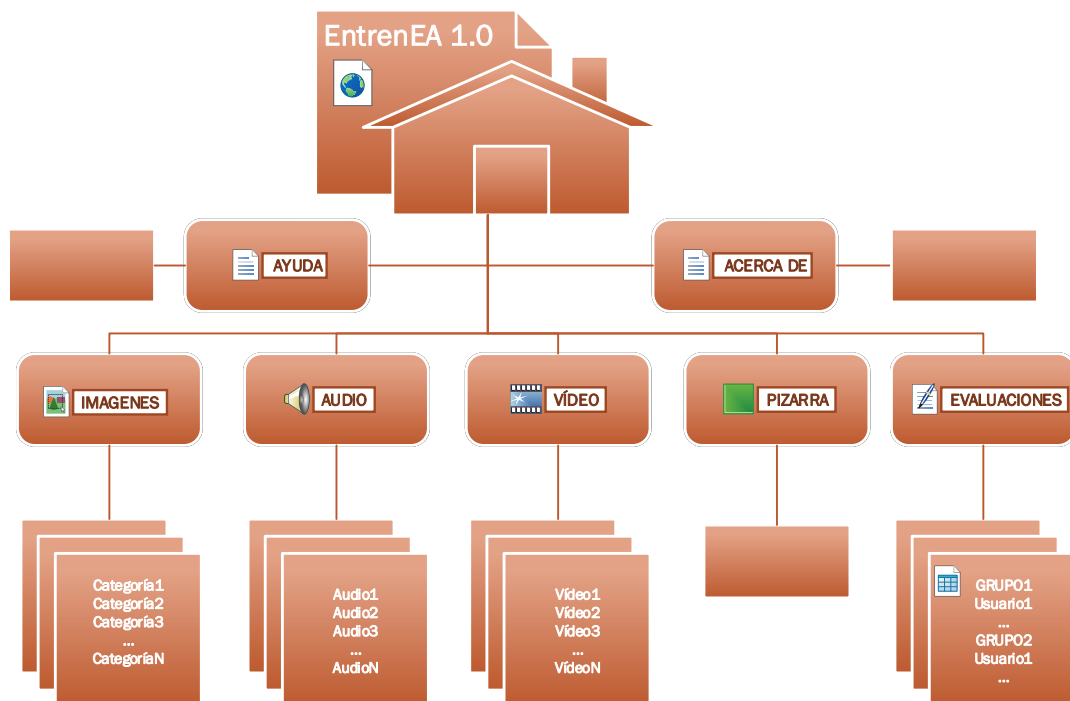 EntrenEA 1.0
AYUDA
ACERCA DE
IMAGENES
AUDIO
VÍDEO
PIZARRA
EVALUACIONES
Categoría1
Categoría2
Categoría3
...
CategoríaN
Audio1
Audio2
Audio3
...
AudioN
Vídeo1
Vídeo2
Vídeo3
...
VídeoN
GRUPO1
Usuario1
...
GRUPO2
Usuario1
...